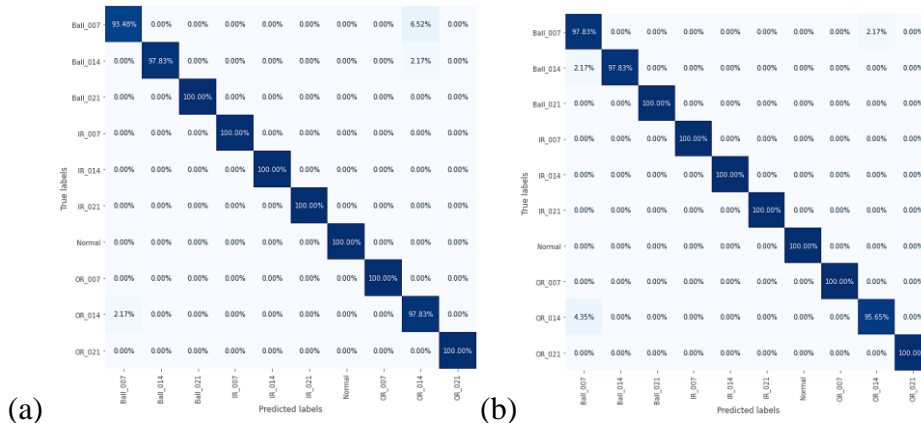 Ball_007 93.48% 0.00% 0.00% 0.00% 0.00% 0.00% 0.00% 0.00% 6.52% 0.00%
Ball_014 0.00% 97.83% 0.00% 0.00% 0.00% 0.00% 0.00% 0.00% 2.17% 0.00%
Ball_021 0.00% 0.00% 100.00% 0.00% 0.00% 0.00% 0.00% 0.00% 0.00% 0.00%
IR_007 0.00% 0.00% 0.00% 100.00% 0.00% 0.00% 0.00% 0.00% 0.00% 0.00%
IR_014 0.00% 0.00% 0.00% 0.00% 100.00% 0.00% 0.00% 0.00% 0.00% 0.00%
True labels
IR_021 0.00% 0.00% 0.00% 0.00% 0.00% 100.00% 0.00% 0.00% 0.00% 0.00%
Normal 0.00% 0.00% 0.00% 0.00% 0.00% 0.00% 100.00% 0.00% 0.00% 0.00%
OR_007 0.00% 0.00% 0.00% 0.00% 0.00% 0.00% 0.00% 100.00% 0.00% 0.00%
OR_014 2.17% 0.00% 0.00% 0.00% 0.00% 0.00% 0.00% 0.00% 97.83% 0.00%
OR_021 0.00% 0.00% 0.00% 0.00% 0.00% 0.00% 0.00% 0.00% 0.00% 100.00%
Ball_007 Ball_014 Ball_021 IR_007 IR_014 IR_021 Normal OR_007 OR_014 OR_021
Predicted labels
(a)
Ball_007 97.83% 0.00% 0.00% 0.00% 0.00% 0.00% 0.00% 0.00% 2.17% 0.00
Ball_014 2.17% 97.83% 0.00% 0.00% 0.00% 0.00% 0.00% 0.00% 0.00% 0.00
Ball_021 0.00% 0.00% 100.00% 0.00% 0.00% 0.00% 0.00% 0.00% 0.00% 0.00
IR_007 0.00% 0.00% 0.00% 100.00% 0.00% 0.00% 0.00% 0.00% 0.00% 0.00
IR_014 0.00% 0.00% 0.00% 0.00% 100.00% 0.00% 0.00% 0.00% 0.00% 0.00
True labels
IR_021 0.00% 0.00% 0.00% 0.00% 0.00% 100.00% 0.00% 0.00% 0.00% 0.00
Normal 0.00% 0.00% 0.00% 0.00% 0.00% 0.00% 100.00% 0.00% 0.00% 0.00
OR_007 0.00% 0.00% 0.00% 0.00% 0.00% 0.00% 0.00% 100.00% 0.00% 0.00
OR_014 4.35% 0.00% 0.00% 0.00% 0.00% 0.00% 0.00% 0.00% 95.65% 0.00
OR_021 0.00% 0.00% 0.00% 0.00% 0.00% 0.00% 0.00% 0.00% 0.00% 100.00
Ball_007 Ball_014 Ball_021 IR_007 IR_014 IR_021 Normal OR_007 OR_014 OR_021
Predicted labels
(b)